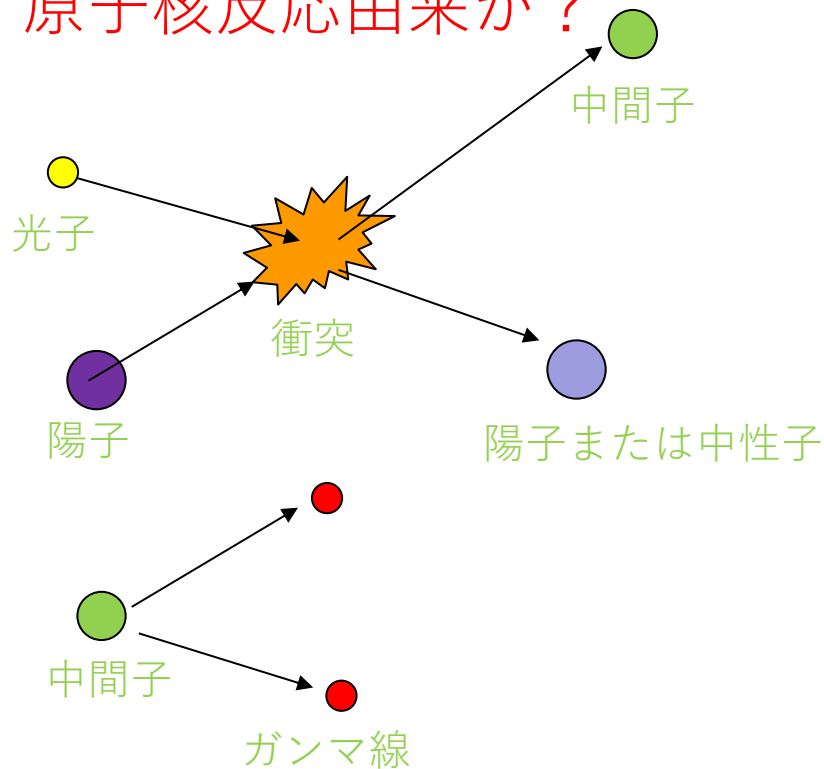 原子核反応由来か？
中間子
光子
衝突
陽子
陽子または中性子
中間子
ガンマ線